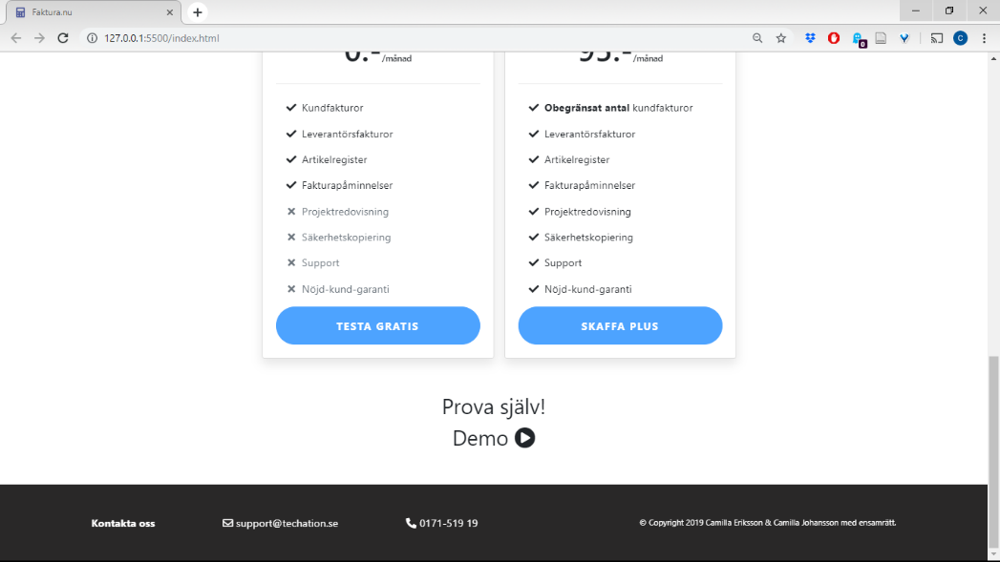 Faktura.nu
127.0.0.1:5500/index.html
0
C
0.-/månad
Kundfakturor
Leverantörsfakturor
Artikelregister
Fakturapåminnelser
Projektredovisning
Säkerhetskopiering
Support
Nöjd-kund-garanti
TESTA GRATIS
/månad
Obegränsat antal kundfakturor
Leverantörsfakturor
Artikelregister
Fakturapåminnelser
Projektredovisning
Säkerhetskopiering
Support
Nöjd-kund-garanti
SKAFFA PLUS
Prova själv!
Demo
Kontakta oss
support@techation.se
0171-519 19
© Copyright 2019 Camilla Eriksson & Camilla Johansson med ensamrätt.